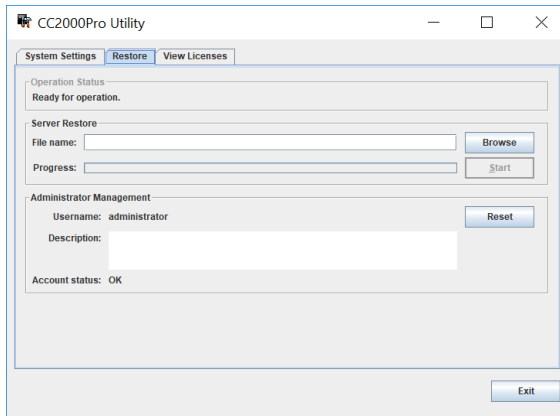 CC2000Pro Utility
System Settings Restore View Licenses
Operation Status
Ready for operation.
Server Restore
File name: Browse
Progress: Start
Administrator Management
Username: administrator Reset
Description:
Account status: OK
Exit